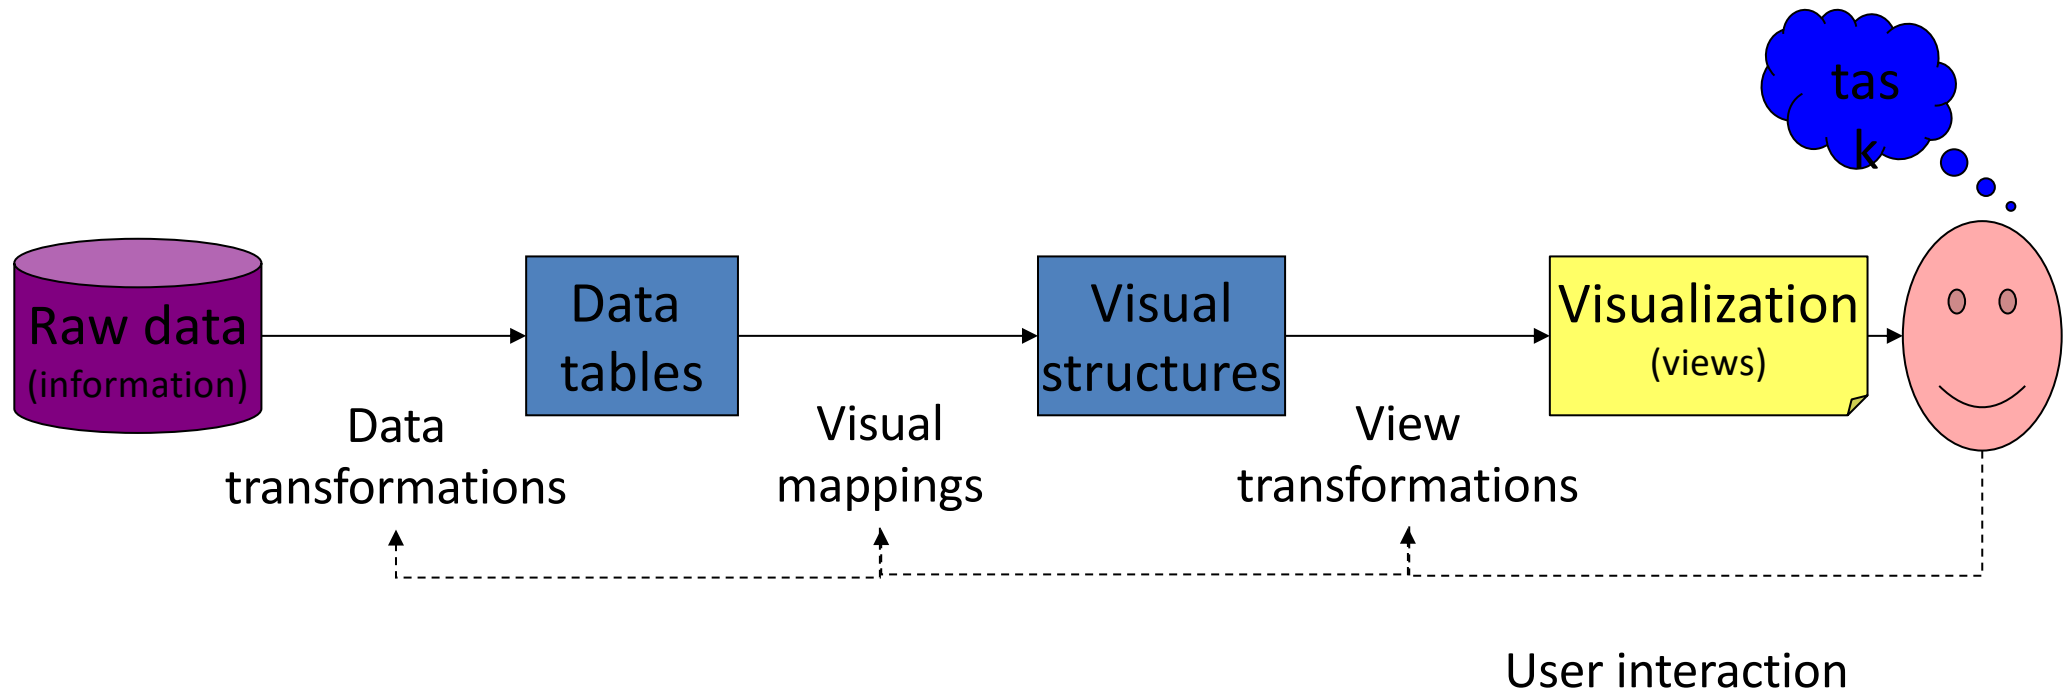 tas
k
Raw data
(information)
Data
tables
Visual
structures
Visualization
(views)
Data
transformations
Visual
mappings
View
transformations
User interaction